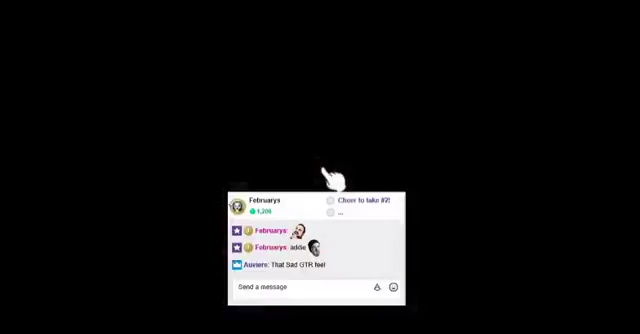 Februarys
1,200
Cheer to take #2!
...
Februarys:
Februarys: addie
Auviere: That Sad GTR feel
Send a message